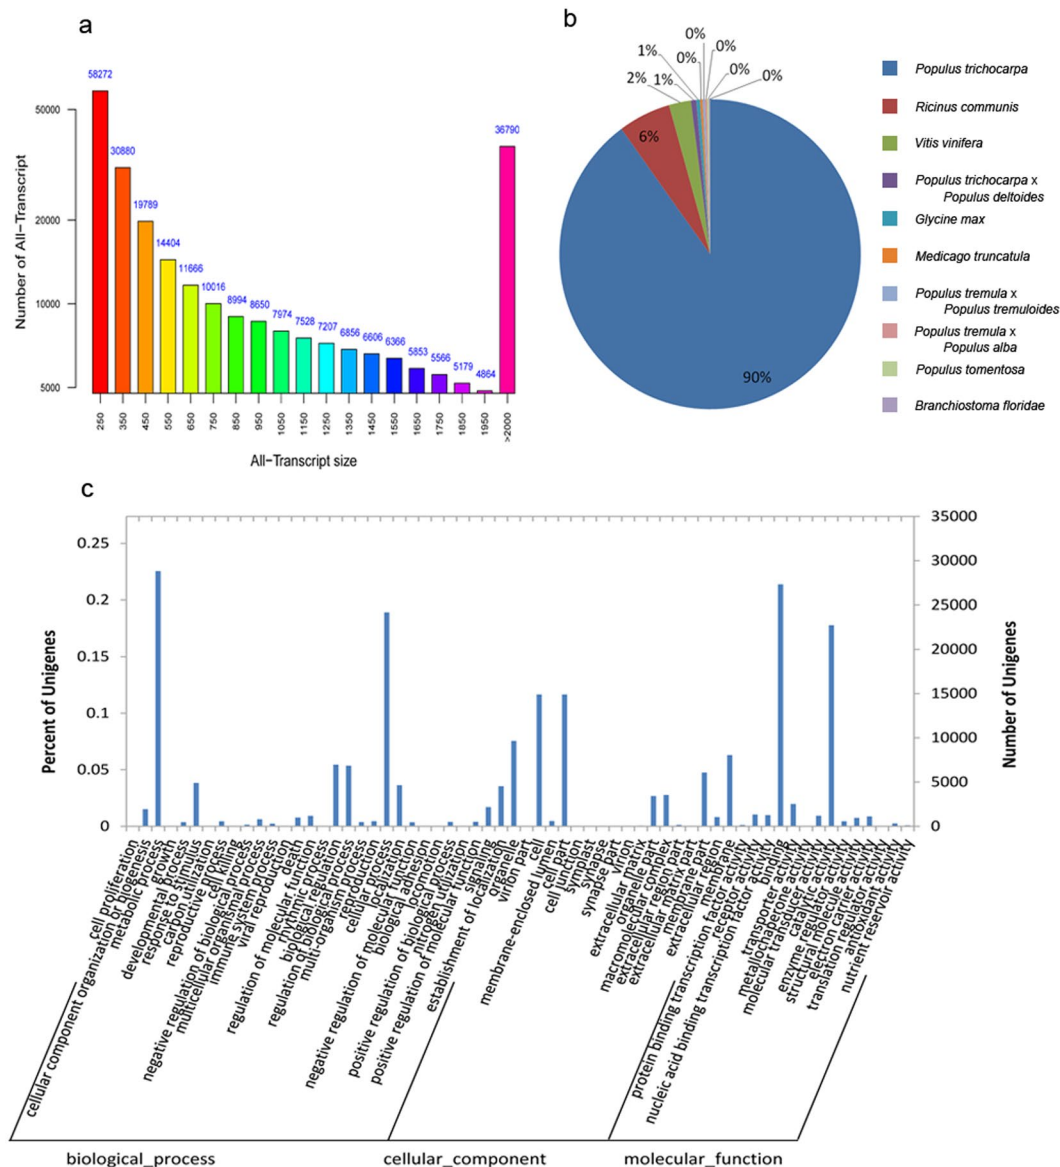 a
58272
30880
19789
14404
11666
10016
8994
8650
7974
7528
7207
6856
6606
6366
5853
5566
5179
4864
36790
Number of All-Transcript
50000
20000
10000
5000
250
350
450
550
650
750
850
950
1050
1150
1250
1350
1450
1550
1650
1750
1850
1950
>2000
All-Transcript size
b
0%
0%
1%
0%
0%
0%
2%
1%
6%
90%
Populus trichocarpa
Ricinus communis
Vitis vinifera
Populus trichocarpa x
Populus deltoides
Glycine max
Medicago truncatula
Populus tremula x
Populus tremuloides
Populus tremula x
Populus alba
Populus tomentosa
Branchiostoma floridae
c
Percent of Unigenes
0.25
0.2
0.15
0.1
0.05
0
35000
30000
25000
20000
15000
10000
5000
0
Number of Unigenes
cell proliferation
cellular component organization or biogenesis
metabolic process
growth
developmental process
response to stimulus
carbon utilization
pigmentation
cell killing
reproductive process
negative regulation of biological process
multicellular organismal process
immune system process
viral reproduction
death
regulation of molecular function
rhythmic process
biological regulation
regulation of biological process
multi-organism process
reproduction
cellular process
localization
negative regulation of molecular function
biological adhesion
locomotion
positive regulation of biological process
nitrogen utilization
positive regulation of molecular function
signaling
establishment of localization
organelle
virion part
cell
membrane-enclosed lumen
cell part
cell junction
symplast
synapse
synapse part
virion
extracellular matrix
organelle part
macromolecular complex
extracellular region part
extracellular matrix part
membrane part
extracellular region
membrane
protein binding transcription factor activity
receptor activity
nucleic acid binding transcription factor activity
binding
transporter activity
metallochaperone activity
molecular transducer activity
catalytic activity
enzyme regulator activity
structural molecule activity
electron carrier activity
translation regulator activity
antioxidant activity
nutrient reservoir activity
biological_process
cellular_component
molecular_function